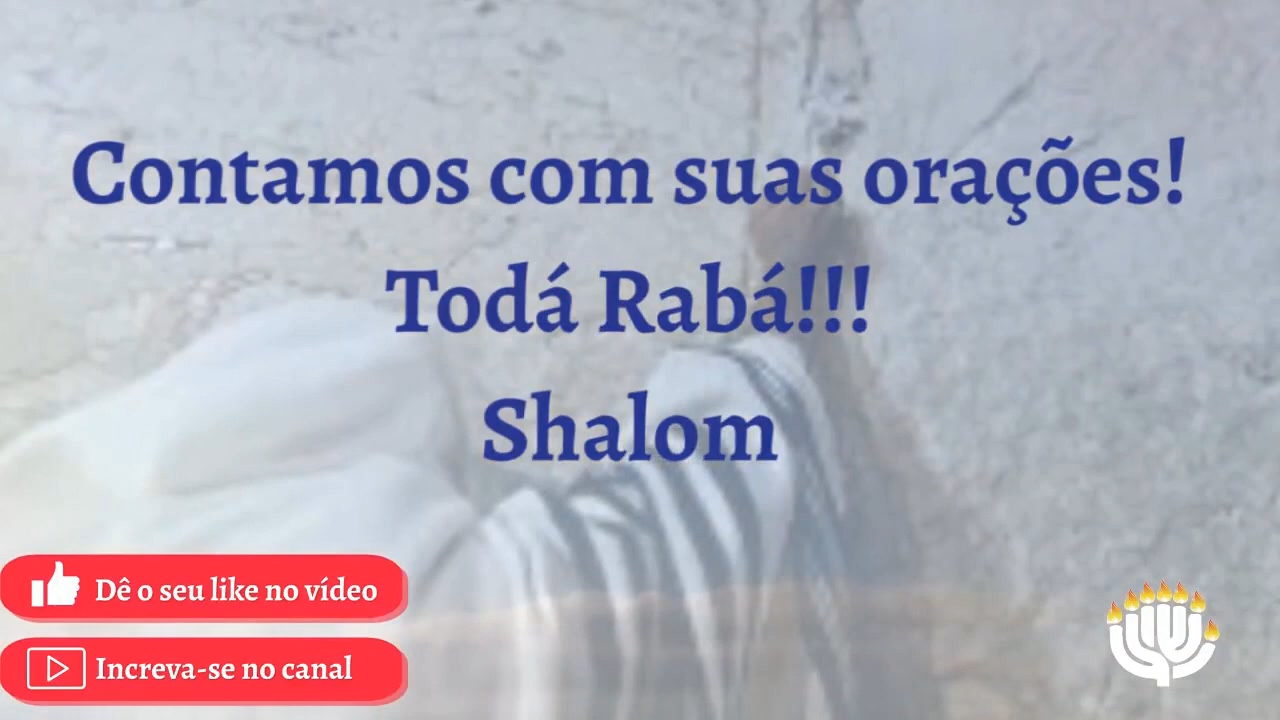 Contamos com suas orações!
Todá Rabá!!!
Shalom
Dê o seu like no vídeo
Increva-se no canal